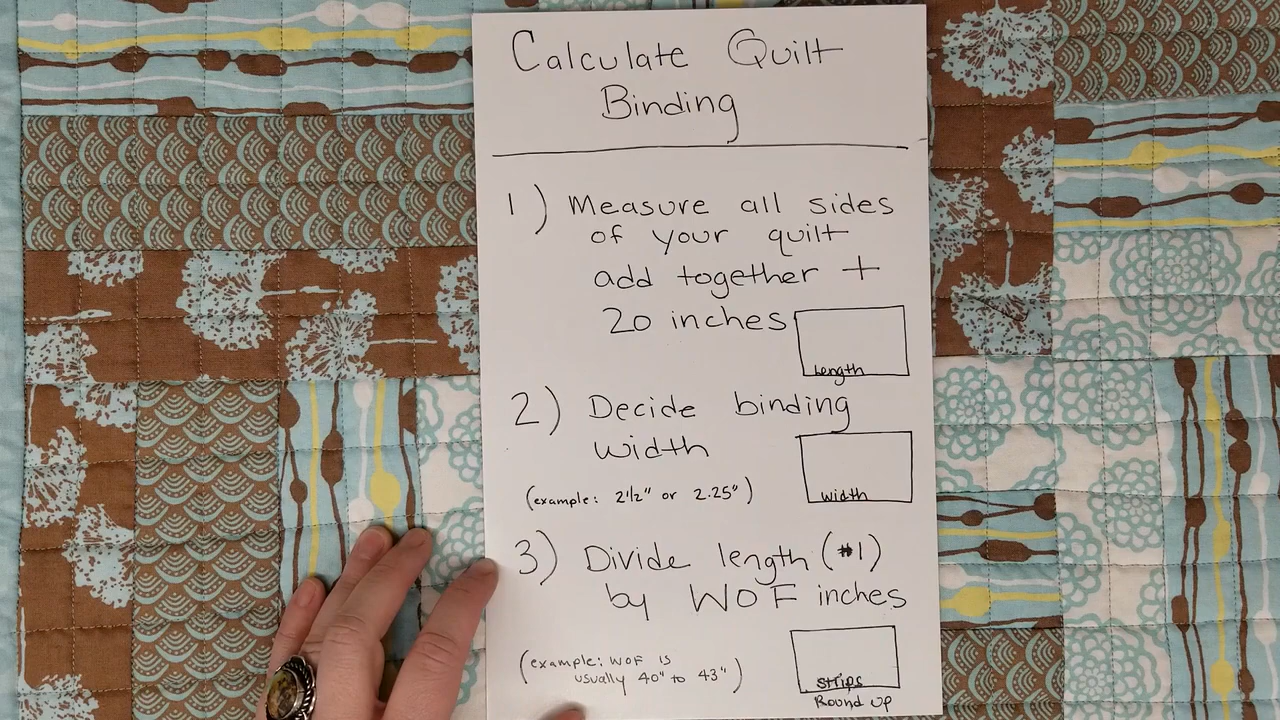 Calculate Quilt
Binding
1) Measure all sides
of your quilt
add together +
20 inches
Length
2) Decide binding
width
width
(example: 2 1/2" or 2.25")
3) Divide length (#1)
by WOF inches
(example: WOF is
usually 40" to 43")
strips
Round up